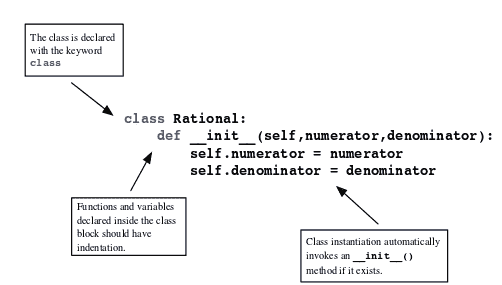 The class is declared
with the keyword
class
class Rational:
def __init__(self,numerator,denominator):
self.numerator = numerator
self.denominator = denominator
Functions and variables
declared inside the class
block should have
indentation.
Class instantiation automatically
invokes an __init__()
method if it exists.